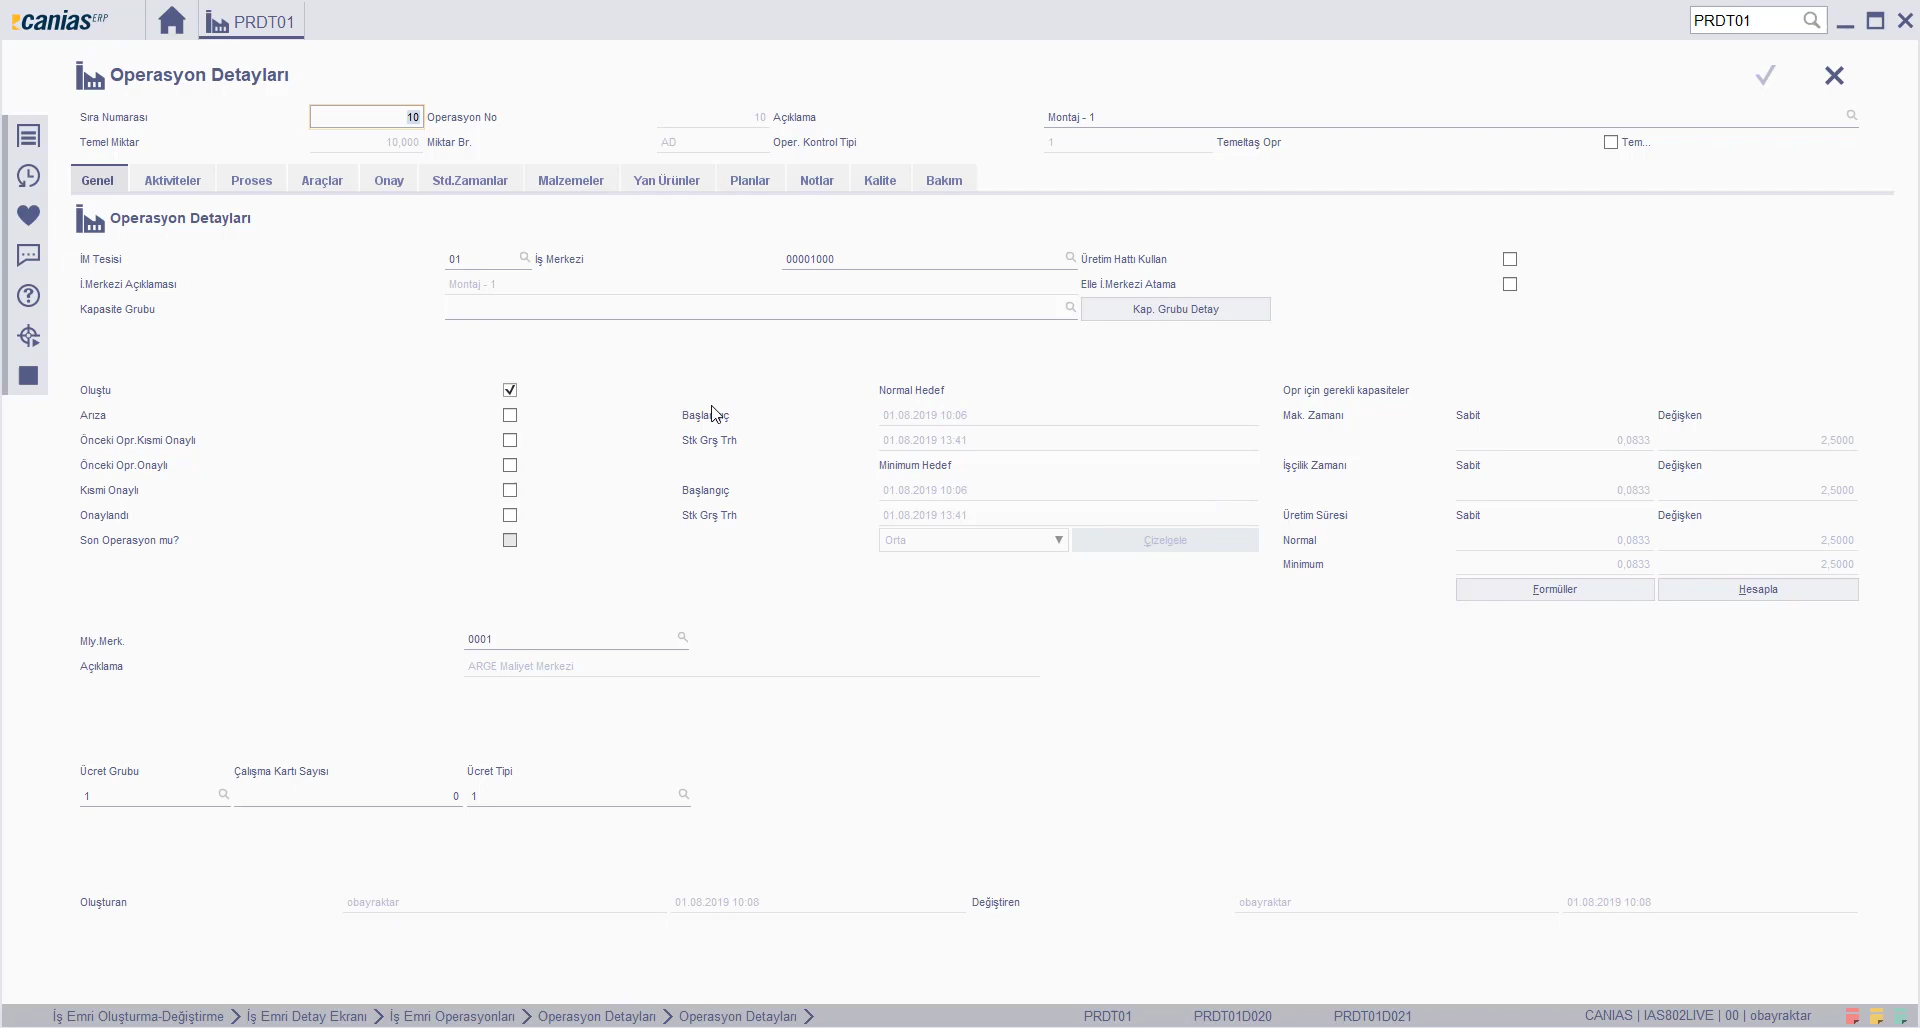 canias ERP PRDT01 PRDT01
Operasyon Detayları
Sıra Numarası 10 Operasyon No 10 Açıklama Montaj - 1
Temel Miktar 10,000 Miktar Br. AD Oper. Kontrol Tipi 1 Temeltaş Opr Tem...
Genel Aktiviteler Proses Araçlar Onay Std.Zamanlar Malzemeler Yan Ürünler Planlar Notlar Kalite Bakım
Operasyon Detayları
İM Tesisi 01 İş Merkezi 00001000 Üretim Hattı Kullan
İ.Merkezi Açıklaması Montaj - 1 Elle İ.Merkezi Atama
Kapasite Grubu Kap. Grubu Detay
Oluştu Normal Hedef Opr için gerekli kapasiteler
Arıza Başlangıç 01.08.2019 10:06 Mak. Zamanı Sabit Değişken
Önceki Opr.Kısmi Onaylı Stk Grş Trh 01.08.2019 13:41 0,0833 2,5000
Önceki Opr.Onaylı Minimum Hedef İşçilik Zamanı Sabit Değişken
Kısmi Onaylı Başlangıç 01.08.2019 10:06 0,0833 2,5000
Onaylandı Stk Grş Trh 01.08.2019 13:41 Üretim Süresi Sabit Değişken
Son Operasyon mu? Orta Çizelgele Normal 0,0833 2,5000
Minimum 0,0833 2,5000
Formüller Hesapla
Mly.Merk. 0001
Açıklama ARGE Maliyet Merkezi
Ücret Grubu Çalışma Kartı Sayısı Ücret Tipi
1 0 1
Oluşturan obayraktar 01.08.2019 10:08 Değiştiren obayraktar 01.08.2019 10:08
İş Emri Oluşturma-Değiştirme İş Emri Detay Ekranı İş Emri Operasyonları Operasyon Detayları Operasyon Detayları PRDT01 PRDT01D020 PRDT01D021 CANIAS | IAS802LIVE | 00 | obayraktar